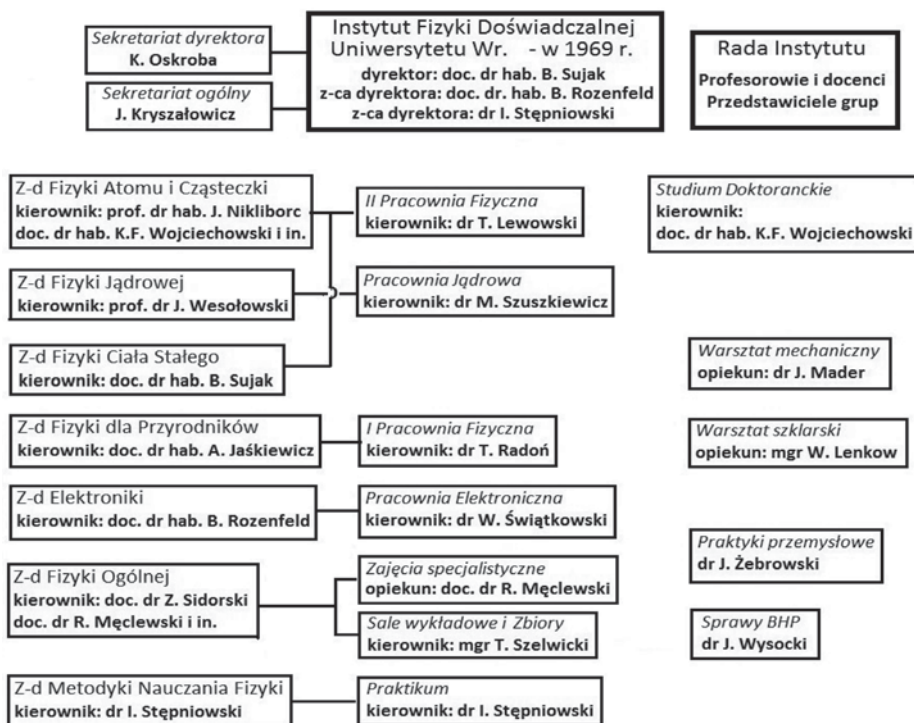 Sekretariat dyrektora
K. Oskroba
Sekretariat ogólny
J. Kryszałowicz
Instytut Fizyki Doświadczalnej
Uniwersytetu Wr. - w 1969 r.
dyrektor: doc. dr hab. B. Sujak
z-ca dyrektora: doc. dr. hab. B. Rozenfeld
z-ca dyrektora: dr I. Stępniowski
Rada Instytutu
Profesorowie i docenci
Przedstawiciele grup
Z-d Fizyki Atomu i Cząsteczki
kierownik: prof. dr hab. J. Nikliborc
doc. dr hab. K.F. Wojciechowski i in.
II Pracownia Fizyczna
kierownik: dr T. Lewowski
Studium Doktoranckie
kierownik:
doc. dr hab. K.F. Wojciechowski
Z-d Fizyki Jądrowej
kierownik: prof. dr J. Wesołowski
Pracownia Jądrowa
kierownik: dr M. Szuszkiewicz
Z-d Fizyki Ciała Stałego
kierownik: doc. dr hab. B. Sujak
Warsztat mechaniczny
opiekun: dr J. Mader
Z-d Fizyki dla Przyrodników
kierownik: doc. dr hab. A. Jaśkiewicz
I Pracownia Fizyczna
kierownik: dr T. Radoń
Warsztat szklarski
opiekun: mgr W. Lenkow
Z-d Elektroniki
kierownik: doc. dr hab. B. Rozenfeld
Pracownia Elektroniczna
kierownik: dr W. Świątkowski
Praktyki przemysłowe
dr J. Żebrowski
Z-d Fizyki Ogólnej
kierownik: doc. dr Z. Sidorski
doc. dr R. Męclewski i in.
Zajęcia specjalistyczne
opiekun: doc. dr R. Męclewski
Sale wykładowe i Zbiory
kierownik: mgr T. Szelwicki
Sprawy BHP
dr J. Wysocki
Z-d Metodyki Nauczania Fizyki
kierownik: dr I. Stępniowski
Praktikum
kierownik: dr I. Stępniowski